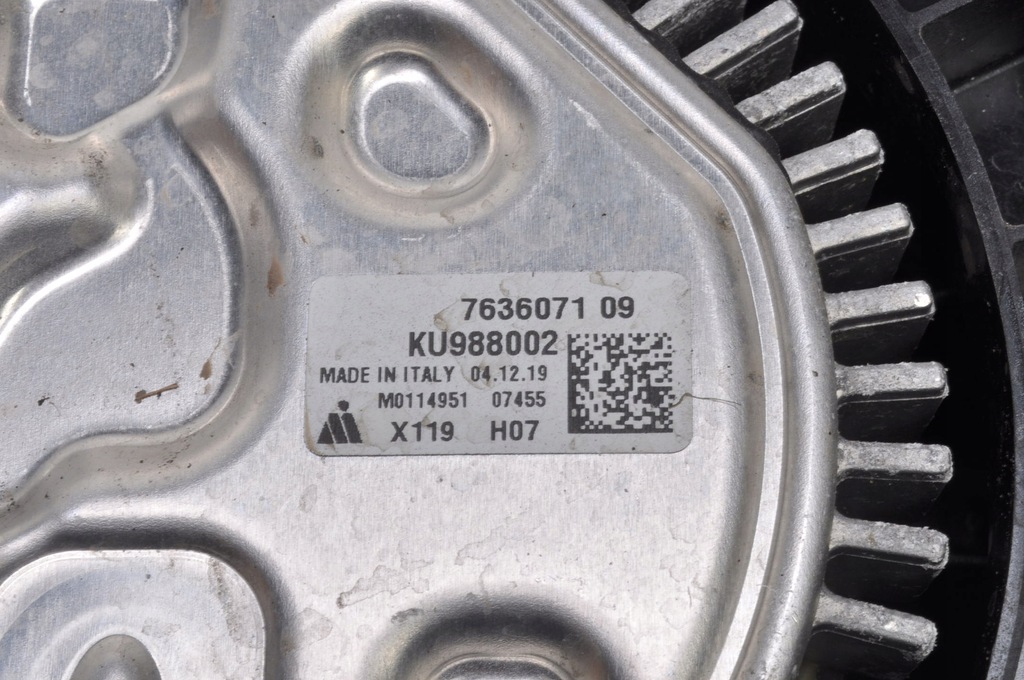 7636071 09
KU988002
MADE IN ITALY 04.12.19
M0114951 07455
X119 H07